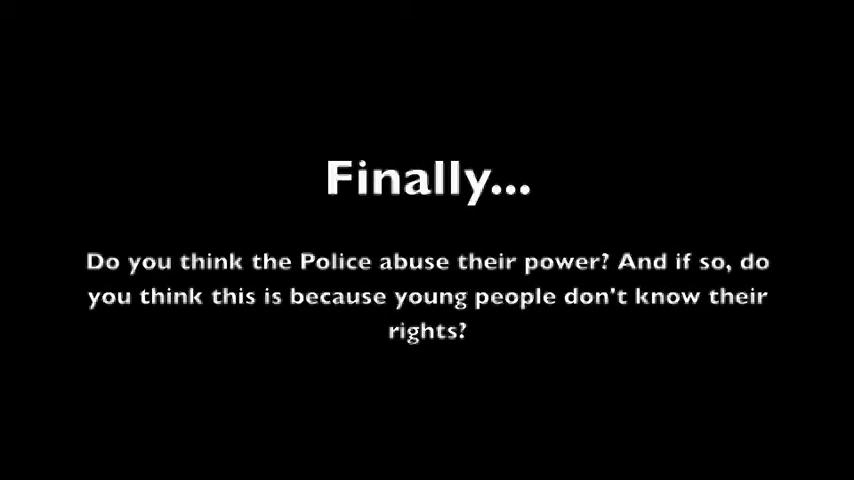 Finally...
Do you think the Police abuse their power? And if so, do
you think this is because young people don't know their
rights?